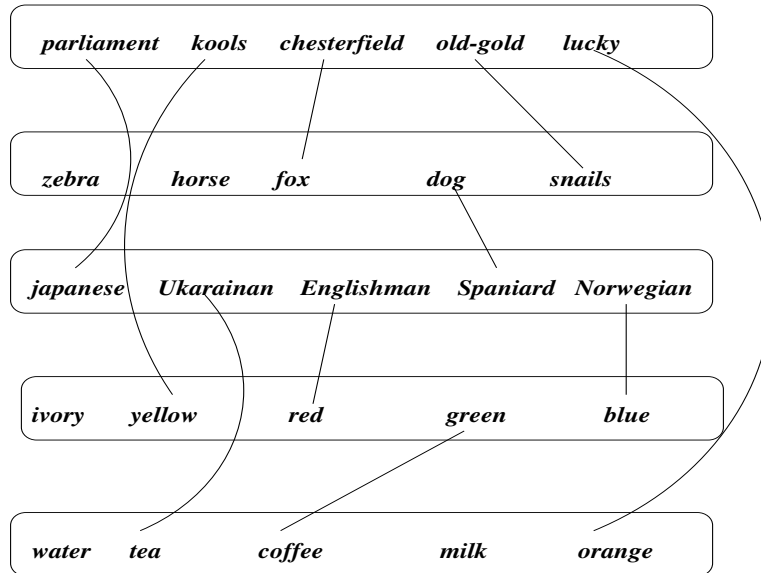 parliament kools chesterfield old-gold lucky
zebra horse fox dog snails
japanese Ukarainan Englishman Spaniard Norwegian
ivory yellow red green blue
water tea coffee milk orange